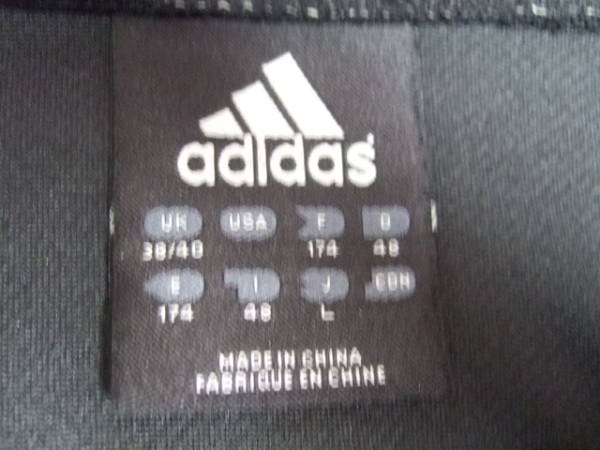 adidas
UK USA F D
38/40 174 48
E I J CDN
174 48 L
MADE IN CHINA
FABRIQUE EN CHINE